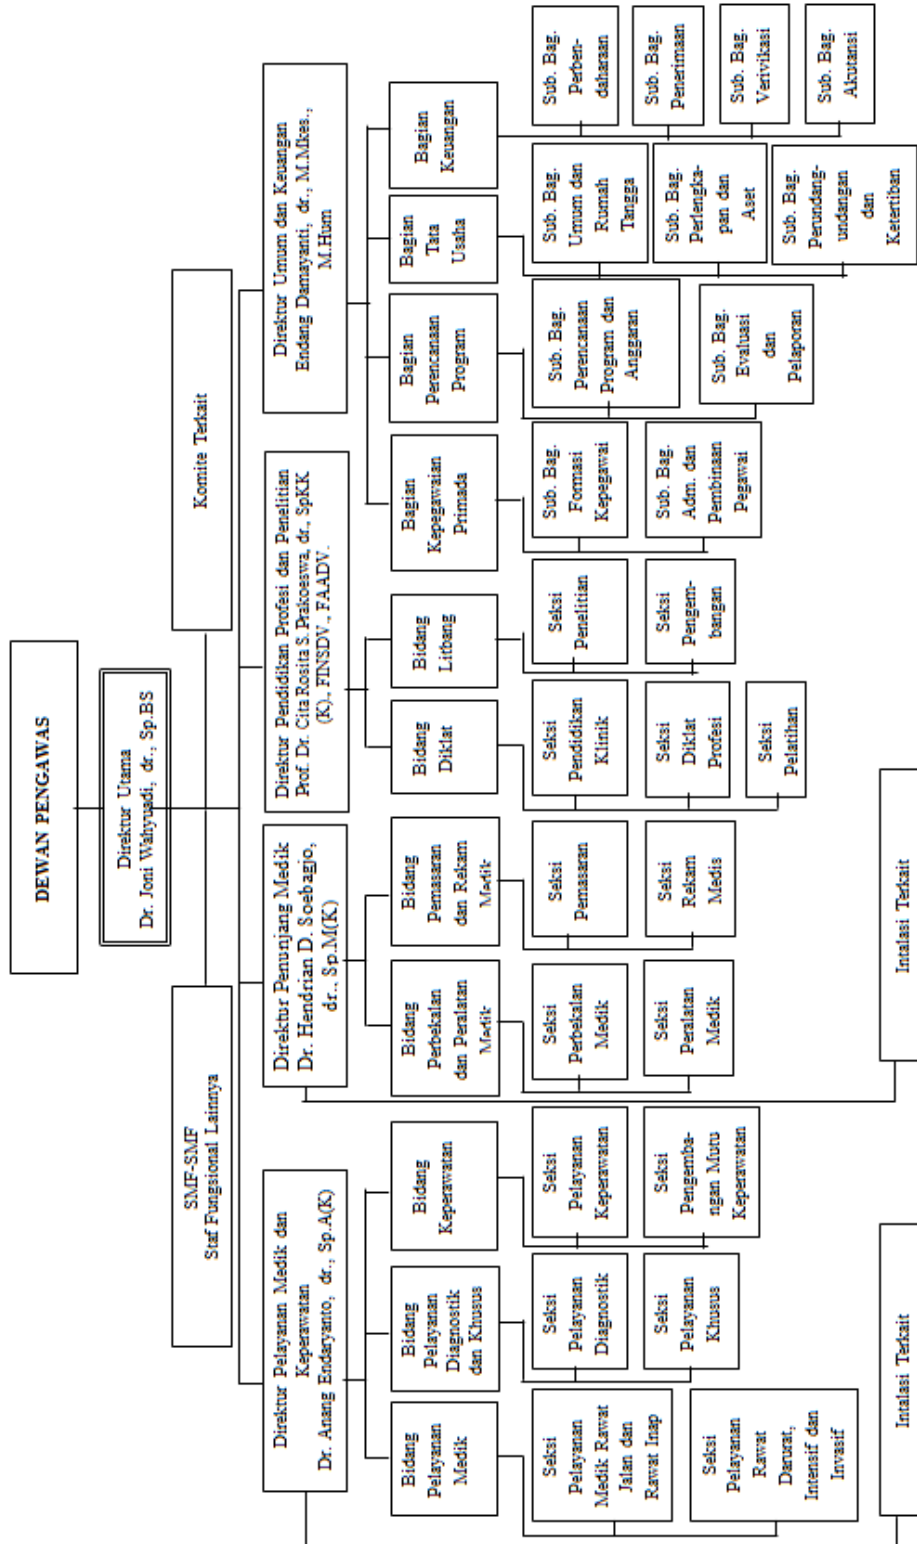 DEWAN PENGAWAS
Direktur Utama
Dr. Joni Wahyuadi, dr., Sp.BS
SMF-SMF
Staf Fungsional Lainnya
Komite Terkait
Direktur Pelayanan Medik dan
Keperawatan
Dr. Anang Endaryanto, dr., Sp.A(K)
Direktur Penunjang Medik
Dr. Hendrian D. Soebagjo,
dr., Sp.M(K)
Direktur Pendidikan Profesi dan Penelitian
Prof. Dr. Cita Rosita S. Prakoeswa, dr., SpKK
(K)., FINSDV., FAADV.
Direktur Umum dan Keuangan
Endang Damayanti, dr., M.Mkes.,
M.Hum
Bidang
Pelayanan
Medik
Bidang
Pelayanan
Diagnostik
dan Khusus
Bidang
Keperawatan
Bidang
Perbekalan
dan Peralatan
Medik
Bidang
Pemasaran
dan Rekam
Medik
Bidang
Diklat
Bidang
Litbang
Bagian
Kepegawaian
Primada
Bagian
Perencanaan
Program
Bagian
Tata
Usaha
Bagian
Keuangan
Seksi
Pelayanan
Medik Rawat
Jalan dan
Rawat Inap
Seksi
Pelayanan
Rawat
Darurat,
Intensif dan
Invasif
Seksi
Pelayanan
Diagnostik
Seksi
Pelayanan
Khusus
Seksi
Pelayanan
Keperawatan
Seksi
Pengemba-
ngan Mutu
Keperawatan
Seksi
Perbekalan
Medik
Seksi
Peralatan
Medik
Seksi
Pemasaran
Seksi
Rekam
Medis
Seksi
Pendidikan
Klinik
Seksi
Diklat
Profesi
Seksi
Pelatihan
Seksi
Penelitian
Seksi
Pengem-
bangan
Sub. Bag.
Formasi
Kepegawai
Sub. Bag.
Adm. dan
Pembinaan
Pegawai
Sub. Bag.
Perencanaan
Program dan
Anggaran
Sub. Bag.
Evaluasi
dan
Pelaporan
Sub. Bag.
Umum dan
Rumah
Tangga
Sub. Bag.
Perlengka-
pan dan
Aset
Sub. Bag.
Perundang-
undangan
dan
Ketertiban
Sub. Bag.
Perben-
daharaan
Sub. Bag.
Penerimaan
Sub. Bag.
Verivikasi
Sub. Bag.
Akutansi
Intalasi Terkait
Intalasi Terkait